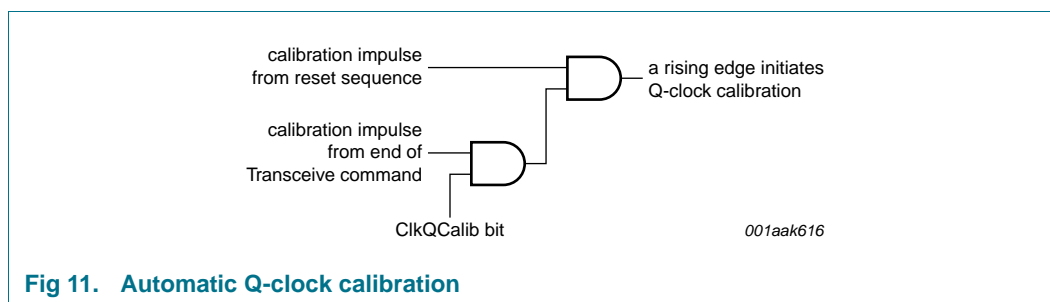 calibration impulse
from reset sequence
a rising edge initiates
Q-clock calibration
calibration impulse
from end of
Transceive command
ClkQCalib bit
001aak616
Fig 11. Automatic Q-clock calibration